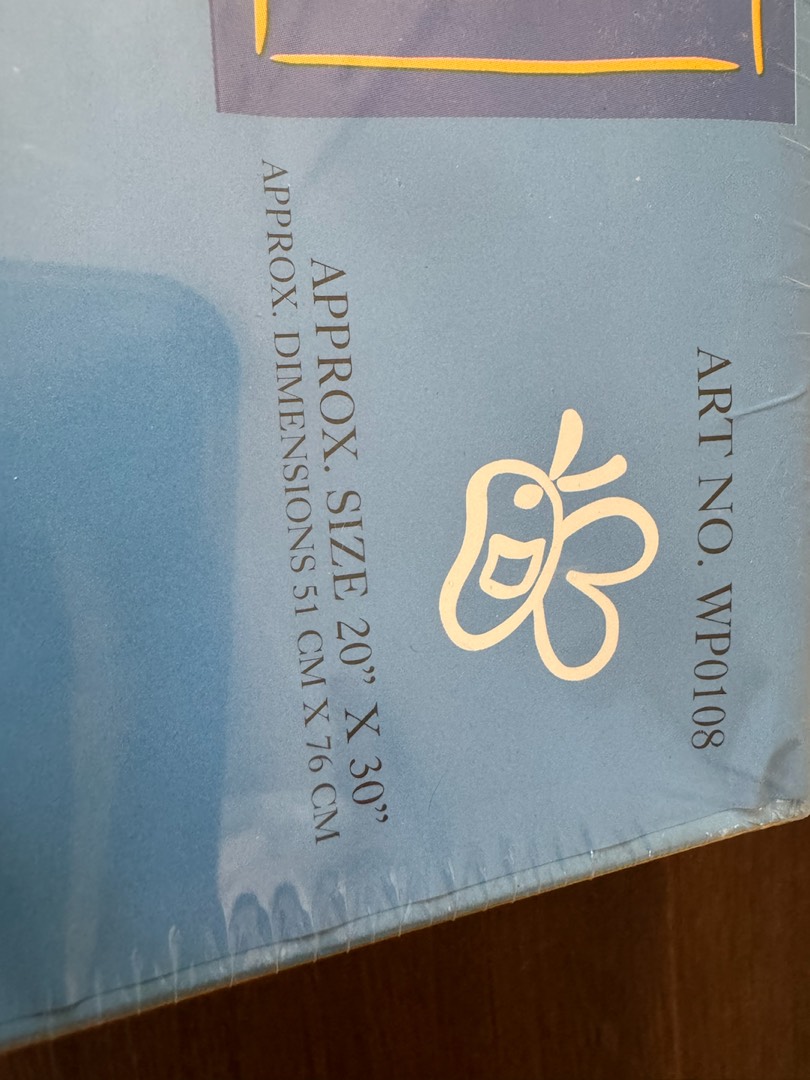 ART NO. WP0108
APPROX. SIZE 20” X 30”
APPROX. DIMENSIONS 51 CM X 76 CM